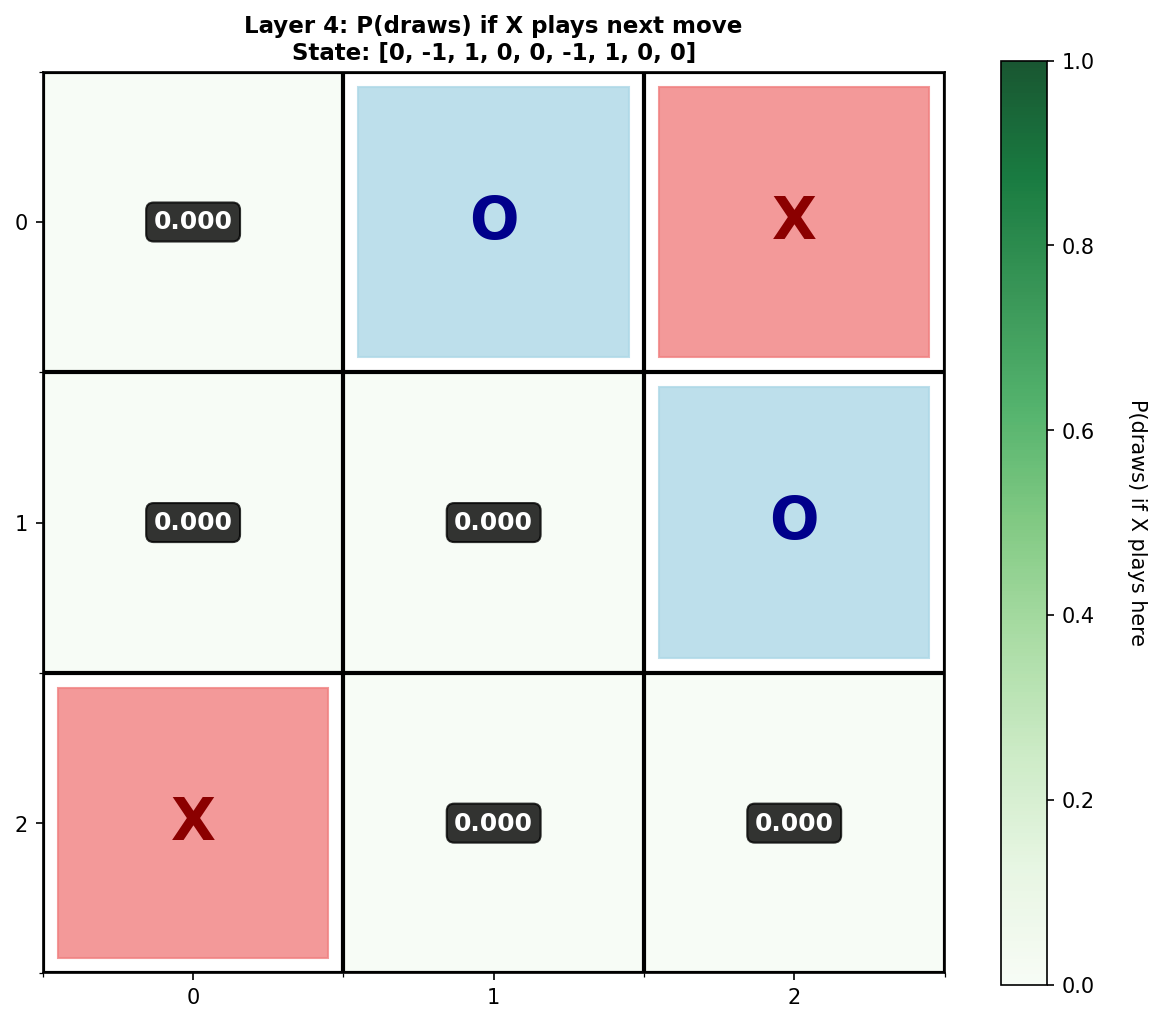 Layer 4: P(draws) if X plays next move
State: [0, -1, 1, 0, 0, -1, 1, 0, 0]
0
0.000
O
X
1
0.000
0.000
O
2
X
0.000
0.000
0
1
2
1.0
0.8
0.6
0.4
0.2
0.0
P(draws) if X plays here